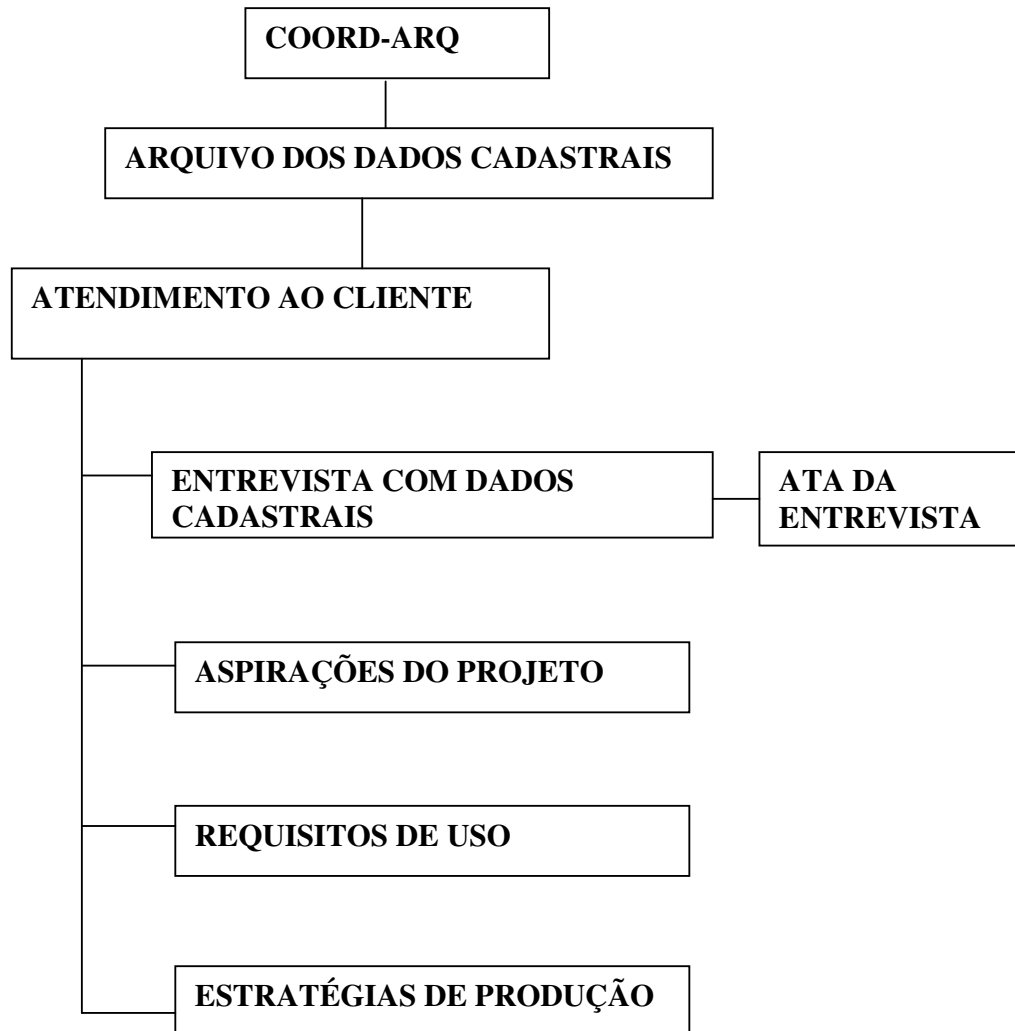 COORD-ARQ
ARQUIVO DOS DADOS CADASTRAIS
ATENDIMENTO AO CLIENTE
ENTREVISTA COM DADOS
CADASTRAIS
ATA DA
ENTREVISTA
ASPIRAÇÕES DO PROJETO
REQUISITOS DE USO
ESTRATÉGIAS DE PRODUÇÃO